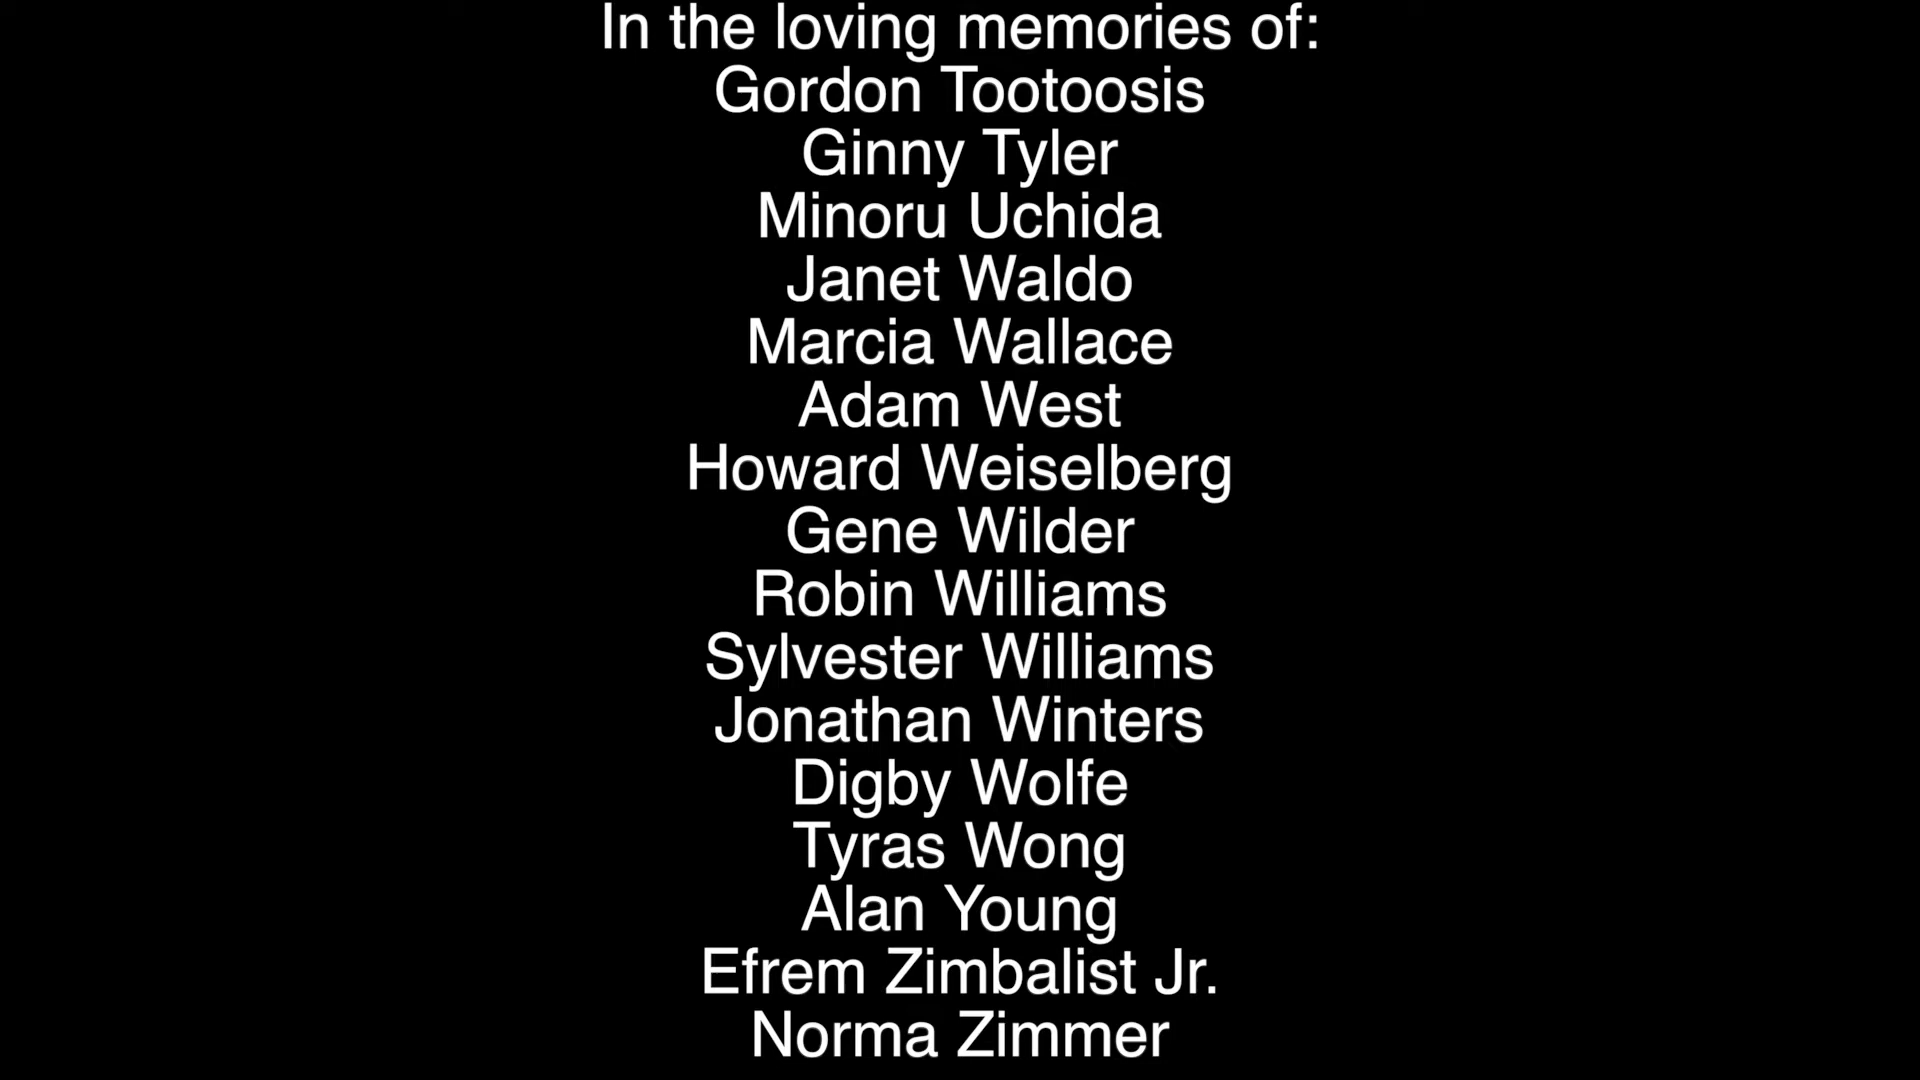 In the loving memories of:
Gordon Tootoosis
Ginny Tyler
Minoru Uchida
Janet Waldo
Marcia Wallace
Adam West
Howard Weiselberg
Gene Wilder
Robin Williams
Sylvester Williams
Jonathan Winters
Digby Wolfe
Tyras Wong
Alan Young
Efrem Zimbalist Jr.
Norma Zimmer